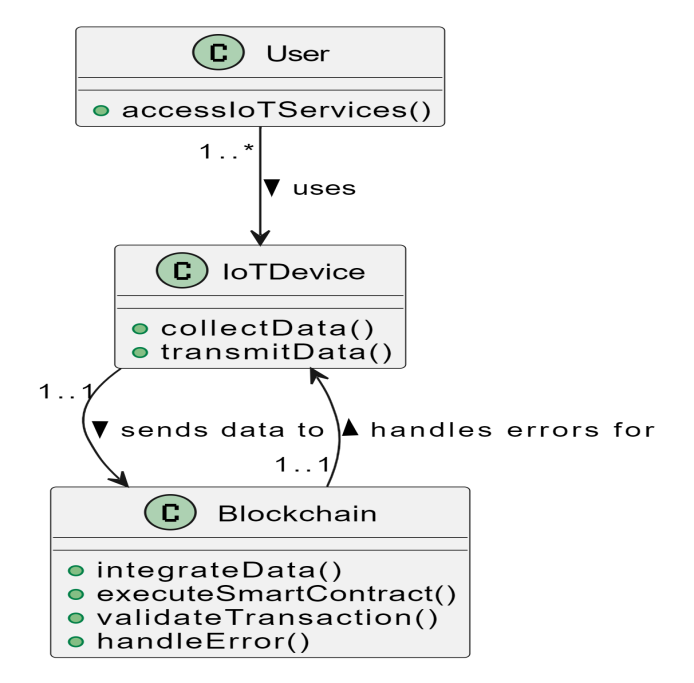 C User
accessIoTServices()
1..*
▼ uses
C IoTDevice
collectData()
transmitData()
1..1
▼ sends data to
▲ handles errors for
1..1
C Blockchain
integrateData()
executeSmartContract()
validateTransaction()
handleError()